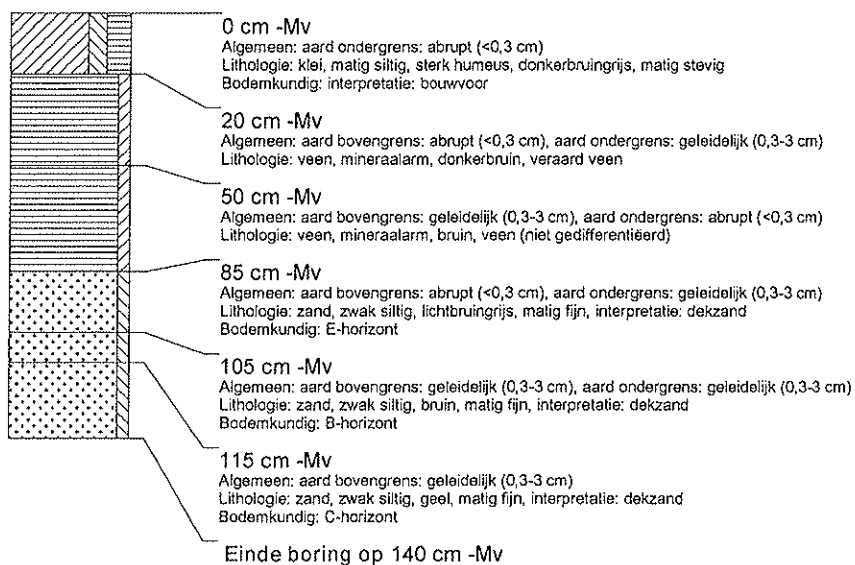 0 cm -Mv
Algemeen: aard ondergrens: abrupt (<0,3 cm)
Lithologie: klei, matig siltig, sterk humeus, donkerbruingrijs, matig stevig
Bodemkundig: interpretatie: bouwvoor
20 cm -Mv
Algemeen: aard bovengrens: abrupt (<0,3 cm), aard ondergrens: geleidelijk (0,3-3 cm)
Lithologie: veen, mineraalarm, donkerbruin, veraard veen
50 cm -Mv
Algemeen: aard bovengrens: geleidelijk (0,3-3 cm), aard ondergrens: abrupt (<0,3 cm)
Lithologie: veen, mineraalarm, bruin, veen (niet gedifferentiëerd)
85 cm -Mv
Algemeen: aard bovengrens: abrupt (<0,3 cm), aard ondergrens: geleidelijk (0,3-3 cm)
Lithologie: zand, zwak siltig, lichtbruingrijs, matig fijn, interpretatie: dekzand
Bodemkundig: E-horizont
105 cm -Mv
Algemeen: aard bovengrens: geleidelijk (0,3-3 cm), aard ondergrens: geleidelijk (0,3-3 cm)
Lithologie: zand, zwak siltig, bruin, matig fijn, interpretatie: dekzand
Bodemkundig: B-horizont
115 cm -Mv
Algemeen: aard bovengrens: geleidelijk (0,3-3 cm)
Lithologie: zand, zwak siltig, geel, matig fijn, interpretatie: dekzand
Bodemkundig: C-horizont
Einde boring op 140 cm -Mv